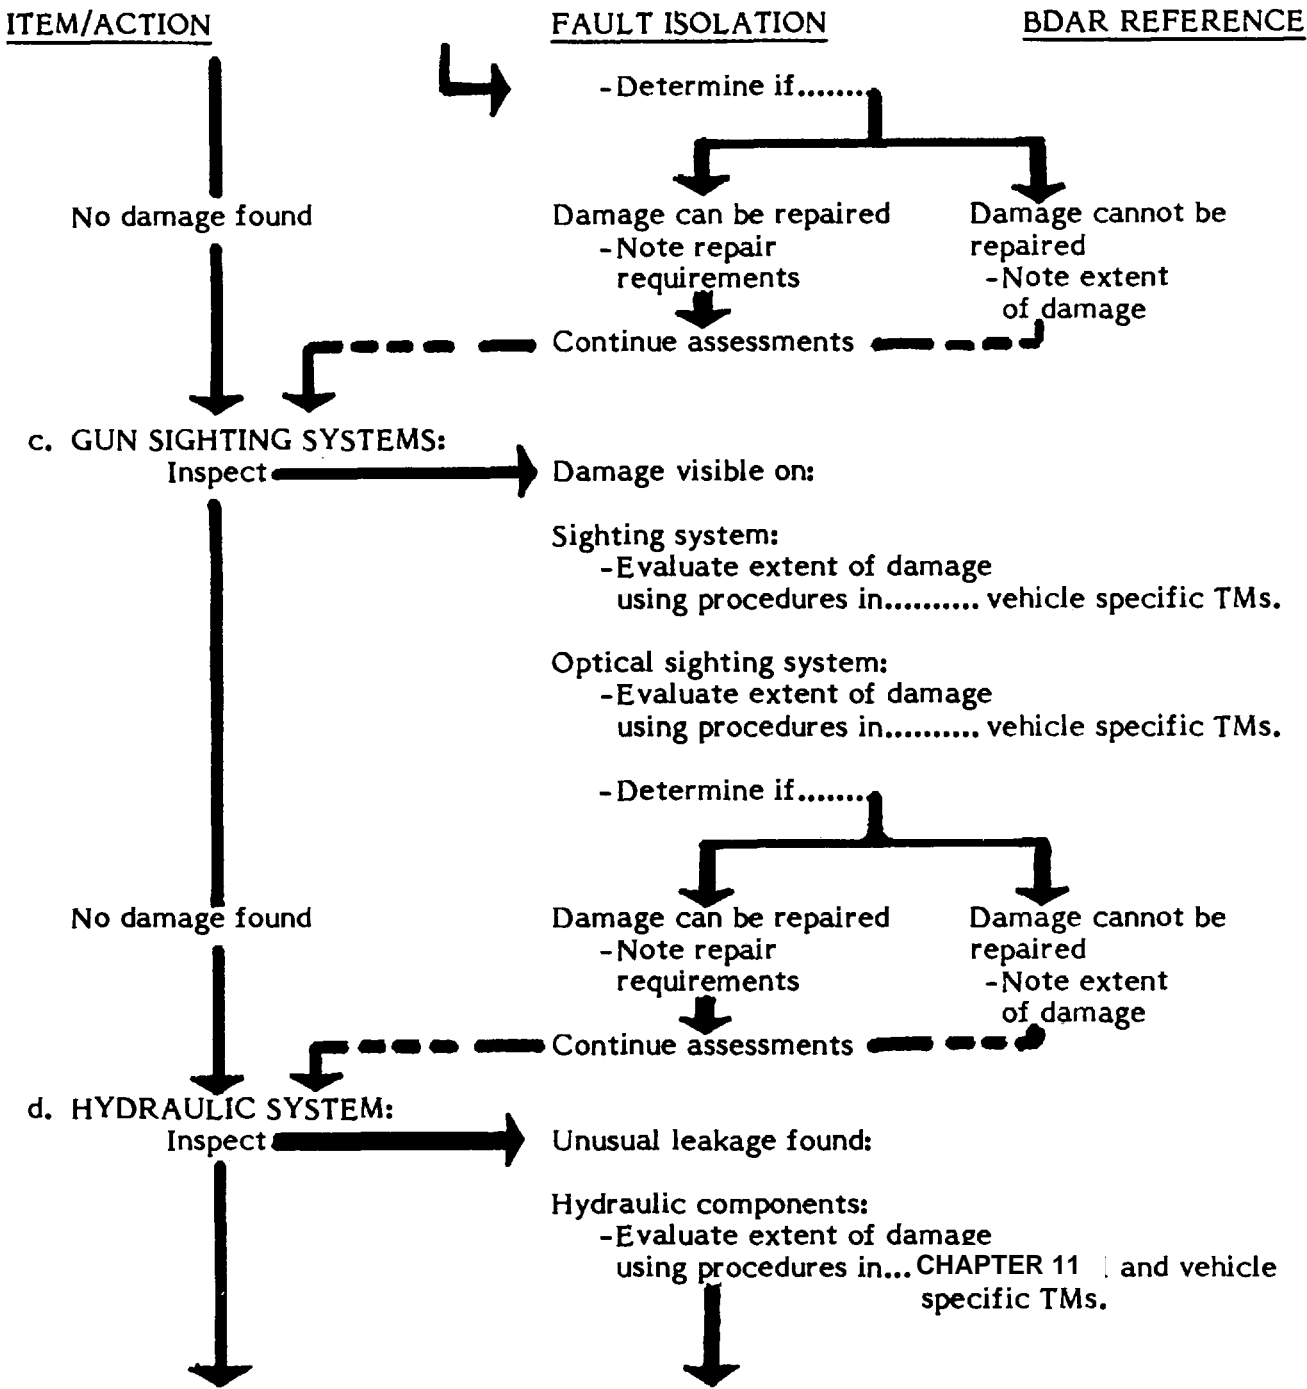 ITEM/ACTION FAULT ISOLATION BDAR REFERENCE
-Determine if........
No damage found Damage can be repaired Damage cannot be
-Note repair repaired
requirements -Note extent
of damage
Continue assessments
c. GUN SIGHTING SYSTEMS:
Inspect Damage visible on:
Sighting system:
-Evaluate extent of damage
using procedures in.......... vehicle specific TMs.
Optical sighting system:
-Evaluate extent of damage
using procedures in.......... vehicle specific TMs.
-Determine if........
No damage found Damage can be repaired Damage cannot be
-Note repair repaired
requirements -Note extent
of damage
Continue assessments
d. HYDRAULIC SYSTEM:
Inspect Unusual leakage found:
Hydraulic components:
-Evaluate extent of damage
using procedures in... CHAPTER 11 and vehicle
specific TMs.